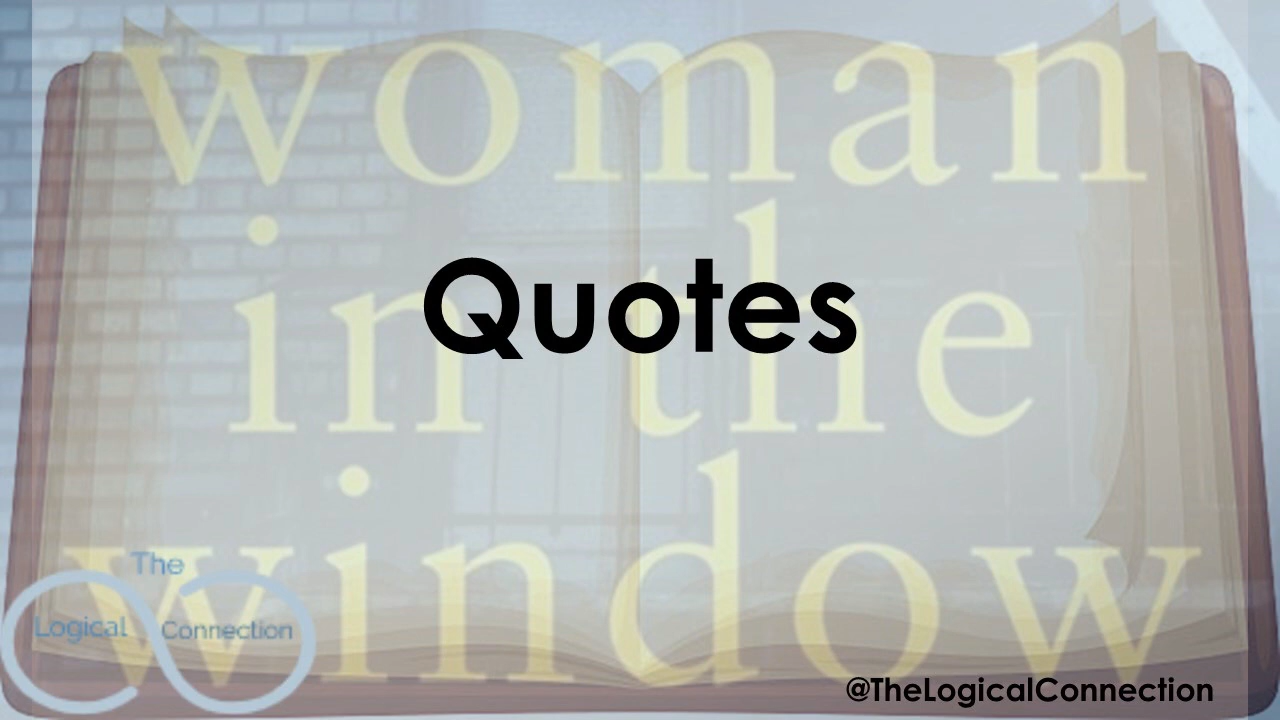 woman
in the
window
Quotes
The
Logical Connection
@TheLogicalConnection